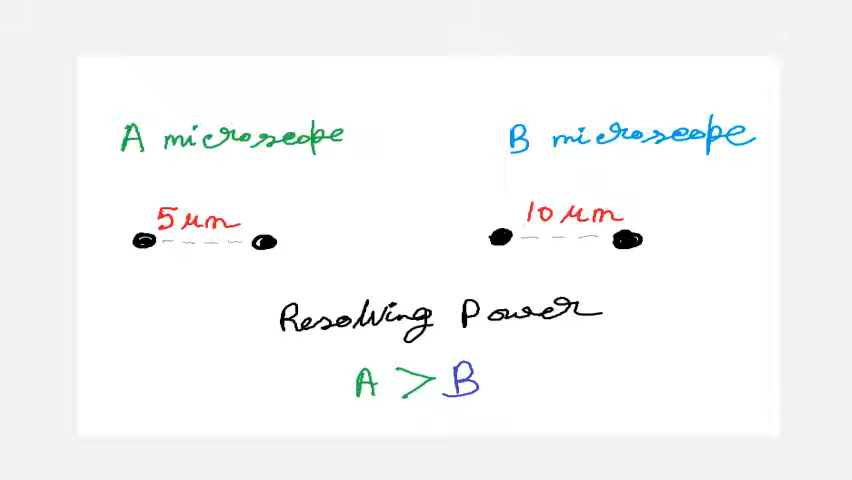 A microscope
B microscope
5 μm
10 μm
Resolving Power
A > B